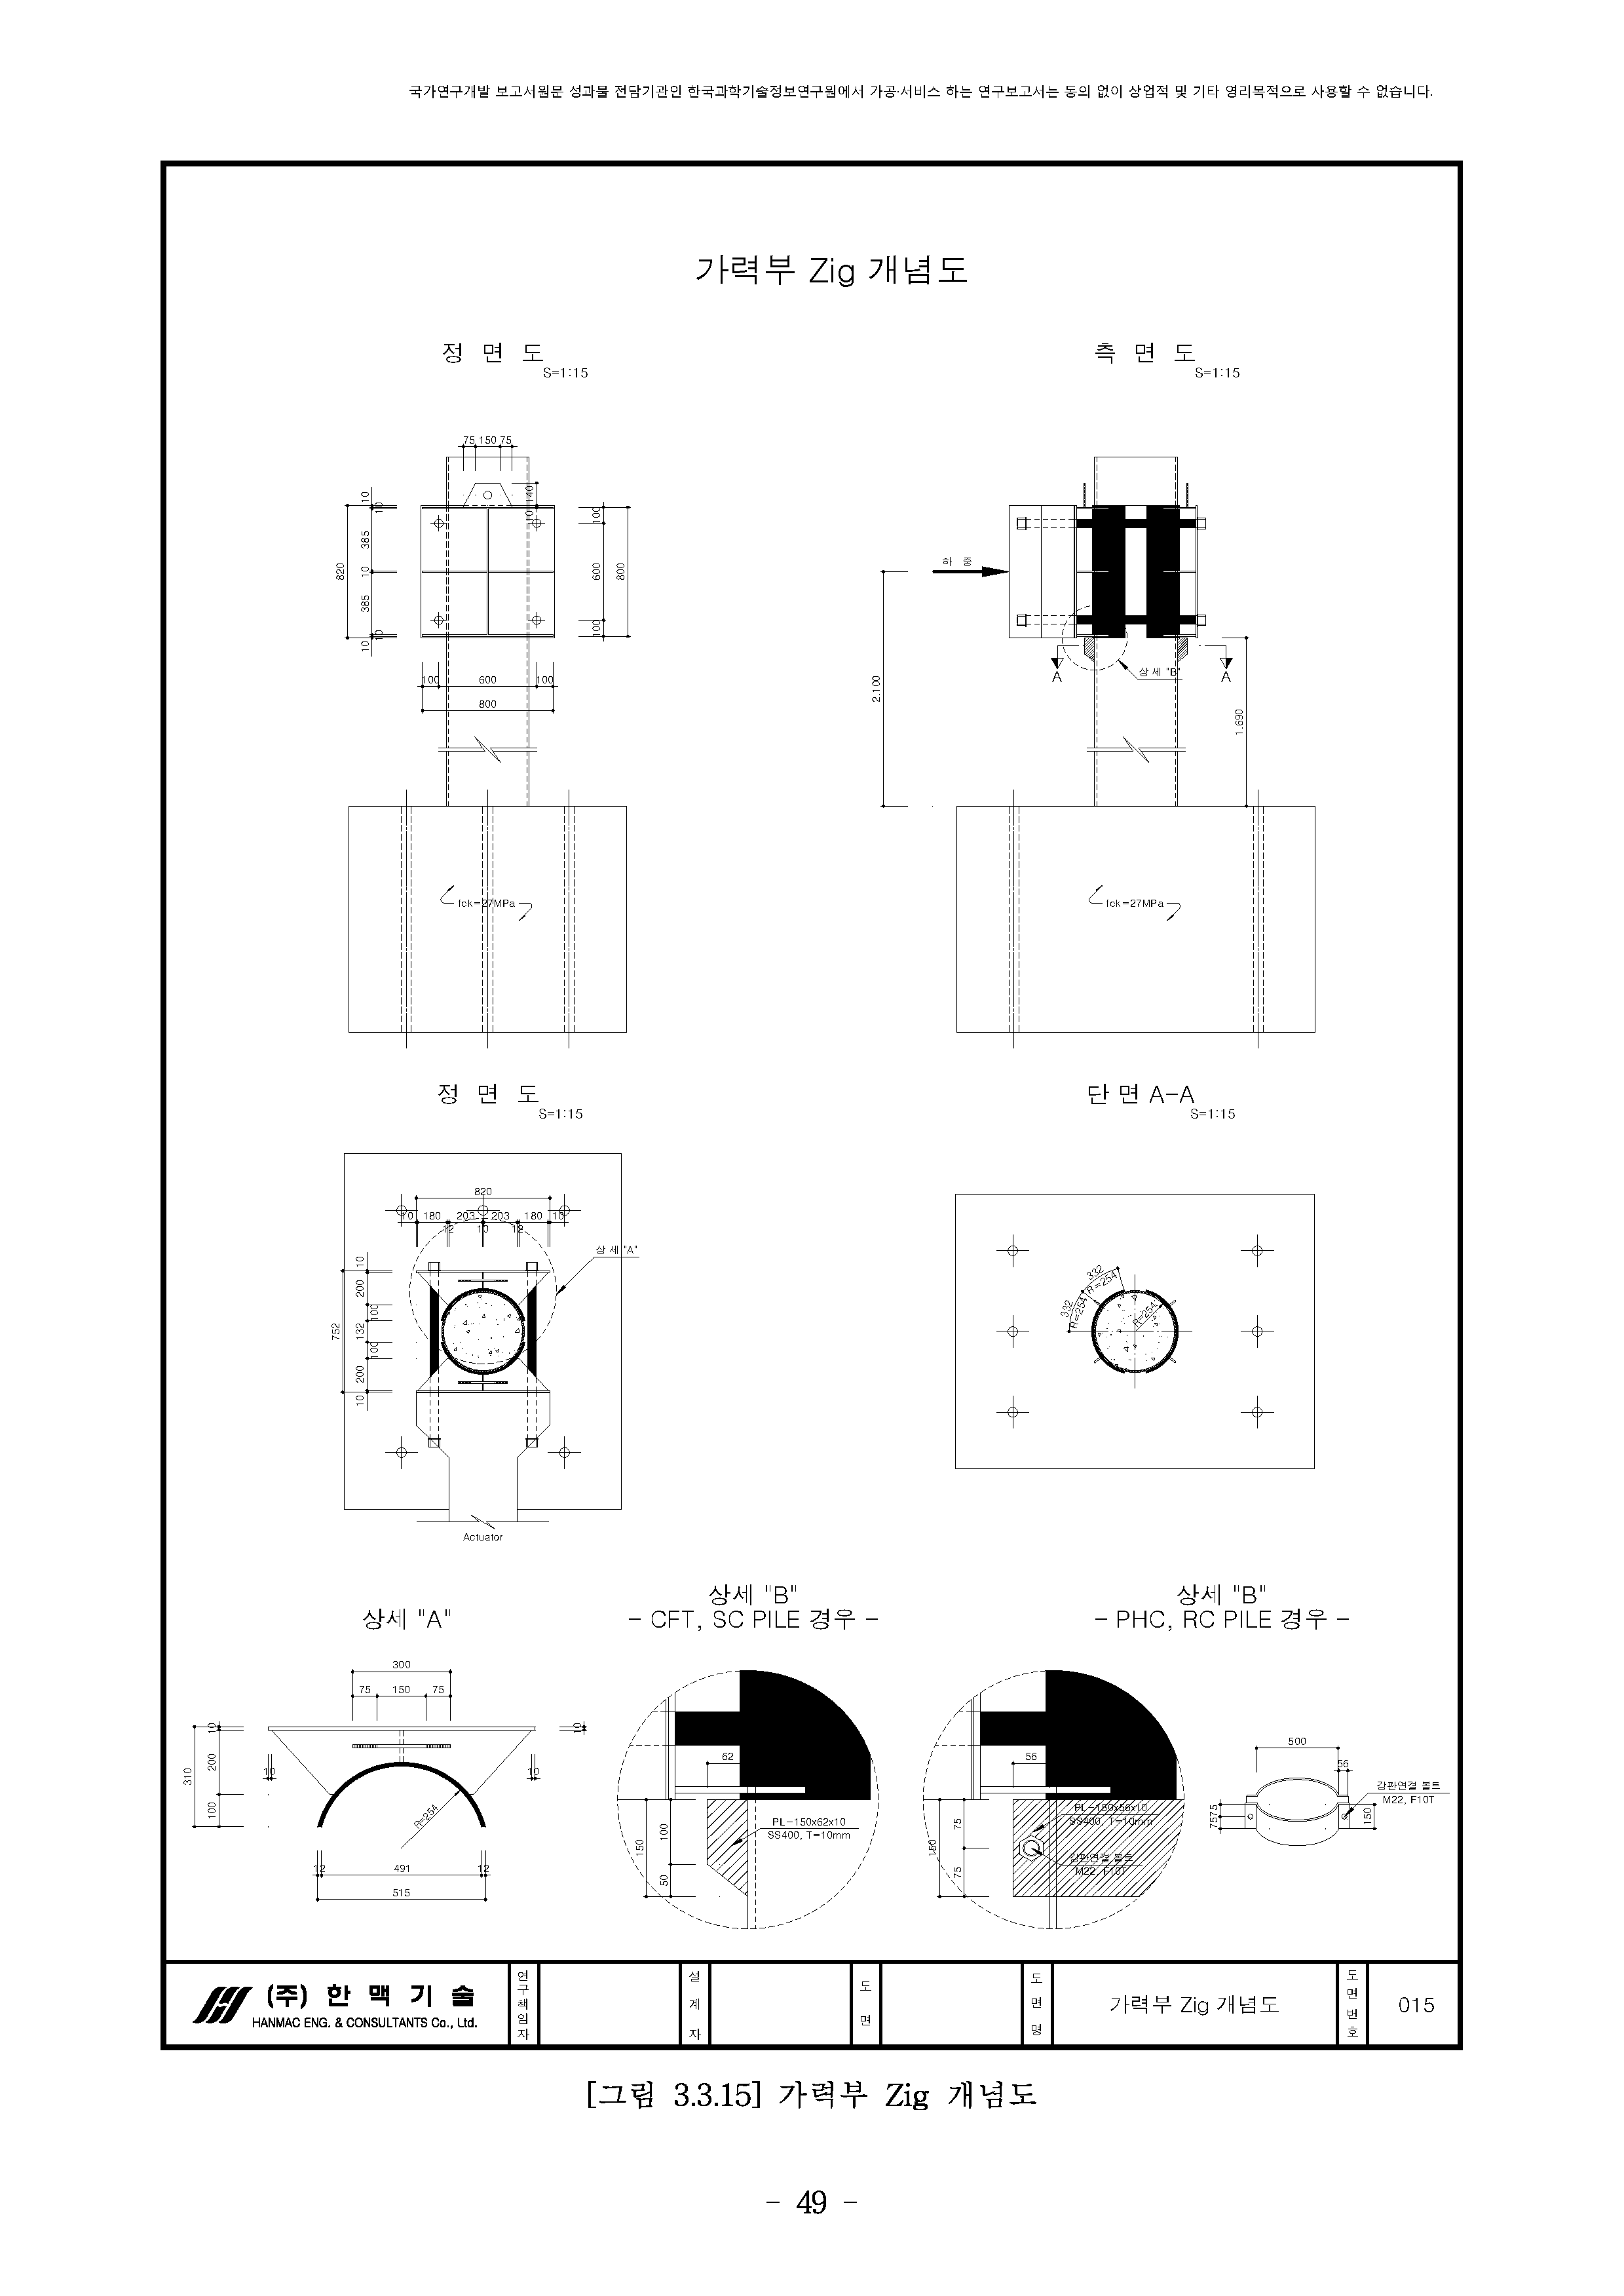 국가연구개발 보고서원문 성과물 전담기관인 한국과학기술정보연구원에서 가공·서비스 하는 연구보고서는 동의 없이 상업적 및 기타 영리목적으로 사용할 수 없습니다.
가력부 Zig 개념도
정 면 도
S=1:15
측 면 도
S=1:15
75 150 75
10
10
385
10
385
10
10
820
140
10
100
600
100
800
100 600 100
800
fck=27MPa
하 중
2.100
A
상 세 "B"
A
1.690
fck=27MPa
정 면 도
S=1:15
단 면 A-A
S=1:15
820
10 180 203 203 180 10
12 10 12
상 세 "A"
10
200
100
132
100
200
10
752
Actuator
332
R=254
332
R=254
R=254
상세 "A"
300
75 150 75
10
200
100
310
10
10
10
R=254
12 491 12
515
상세 "B"
- CFT, SC PILE 경우 -
62
PL-150x62x10
SS400, T=10mm
150
100
50
상세 "B"
- PHC, RC PILE 경우 -
56
PL-150x56x10
SS400, T=10mm
강판연결 볼트
M22, F10T
150
75
75
500
56
강판연결 볼트
M22, F10T
7575
150
(주) 한 맥 기 술
HANMAC ENG. & CONSULTANTS Co., Ltd.
연구책임자
설계자
도면
도면명
가력부 Zig 개념도
도면번호
015
[그림 3.3.15] 가력부 Zig 개념도
- 49 -